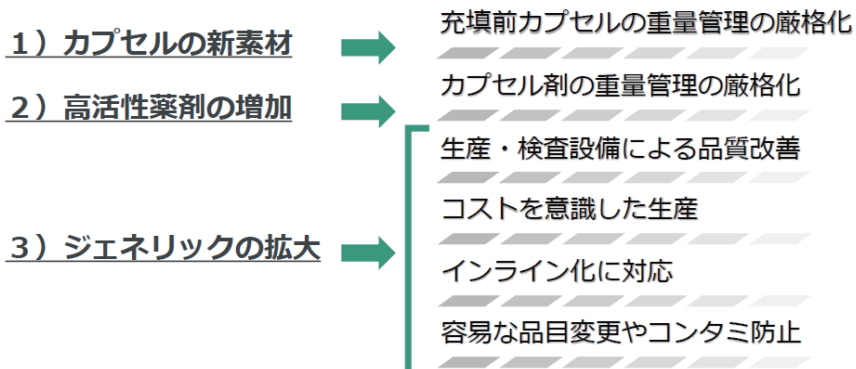 1）カプセルの新素材
充填前カプセルの重量管理の厳格化
2）高活性薬剤の増加
カプセル剤の重量管理の厳格化
3）ジェネリックの拡大
生産・検査設備による品質改善
コストを意識した生産
インライン化に対応
容易な品目変更やコンタミ防止